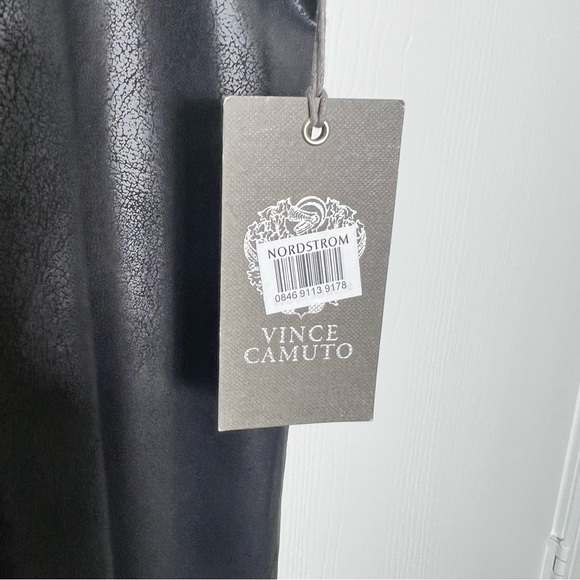 NORDSTROM
0846 9113 9178
VINCE
CAMUTO